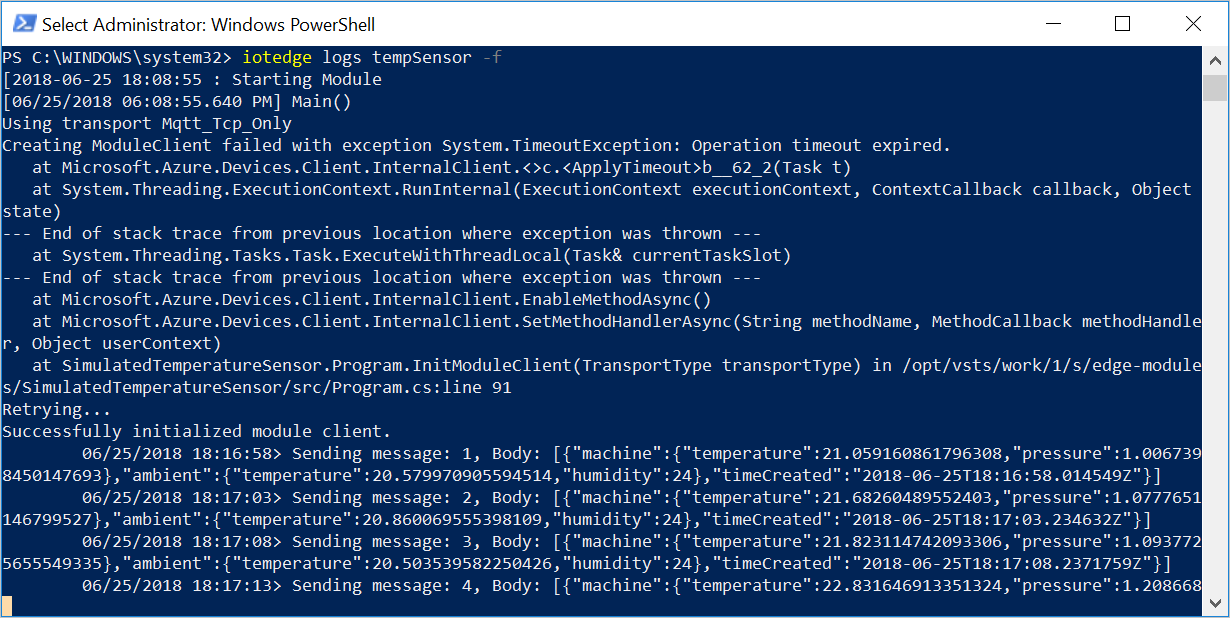 Select Administrator: Windows PowerShell
PS C:\WINDOWS\system32> iotedge logs tempSensor -f
[2018-06-25 18:08:55 : Starting Module
[06/25/2018 06:08:55.640 PM] Main()
Using transport Mqtt_Tcp_Only
Creating ModuleClient failed with exception System.TimeoutException: Operation timeout expired.
   at Microsoft.Azure.Devices.Client.InternalClient.<>c.<ApplyTimeout>b__62_2(Task t)
   at System.Threading.ExecutionContext.RunInternal(ExecutionContext executionContext, ContextCallback callback, Object
state)
--- End of stack trace from previous location where exception was thrown ---
   at System.Threading.Tasks.Task.ExecuteWithThreadLocal(Task& currentTaskSlot)
--- End of stack trace from previous location where exception was thrown ---
   at Microsoft.Azure.Devices.Client.InternalClient.EnableMethodAsync()
   at Microsoft.Azure.Devices.Client.InternalClient.SetMethodHandlerAsync(String methodName, MethodCallback methodHandle
r, Object userContext)
   at SimulatedTemperatureSensor.Program.InitModuleClient(TransportType transportType) in /opt/vsts/work/1/s/edge-module
s/SimulatedTemperatureSensor/src/Program.cs:line 91
Retrying...
Successfully initialized module client.
        06/25/2018 18:16:58> Sending message: 1, Body: [{"machine":{"temperature":21.059160861796308,"pressure":1.006739
8450147693},"ambient":{"temperature":20.579970905594514,"humidity":24},"timeCreated":"2018-06-25T18:16:58.014549Z"}]
        06/25/2018 18:17:03> Sending message: 2, Body: [{"machine":{"temperature":21.68260489552403,"pressure":1.0777651
146799527},"ambient":{"temperature":20.860069555398109,"humidity":24},"timeCreated":"2018-06-25T18:17:03.234632Z"}]
        06/25/2018 18:17:08> Sending message: 3, Body: [{"machine":{"temperature":21.823114742093306,"pressure":1.093772
5655549335},"ambient":{"temperature":20.503539582250426,"humidity":24},"timeCreated":"2018-06-25T18:17:08.2371759Z"}]
        06/25/2018 18:17:13> Sending message: 4, Body: [{"machine":{"temperature":22.831646913351324,"pressure":1.208668